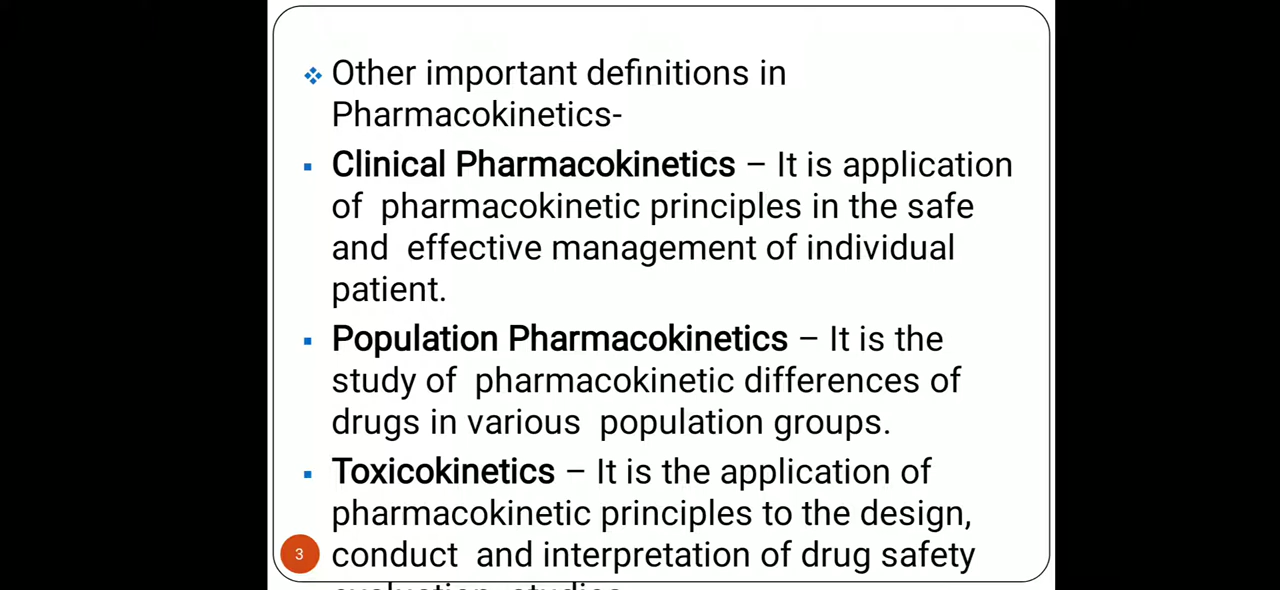 ❖ Other important definitions in
Pharmacokinetics-
▪ Clinical Pharmacokinetics – It is application
of pharmacokinetic principles in the safe
and effective management of individual
patient.
▪ Population Pharmacokinetics – It is the
study of pharmacokinetic differences of
drugs in various population groups.
▪ Toxicokinetics – It is the application of
pharmacokinetic principles to the design,
3 conduct and interpretation of drug safety